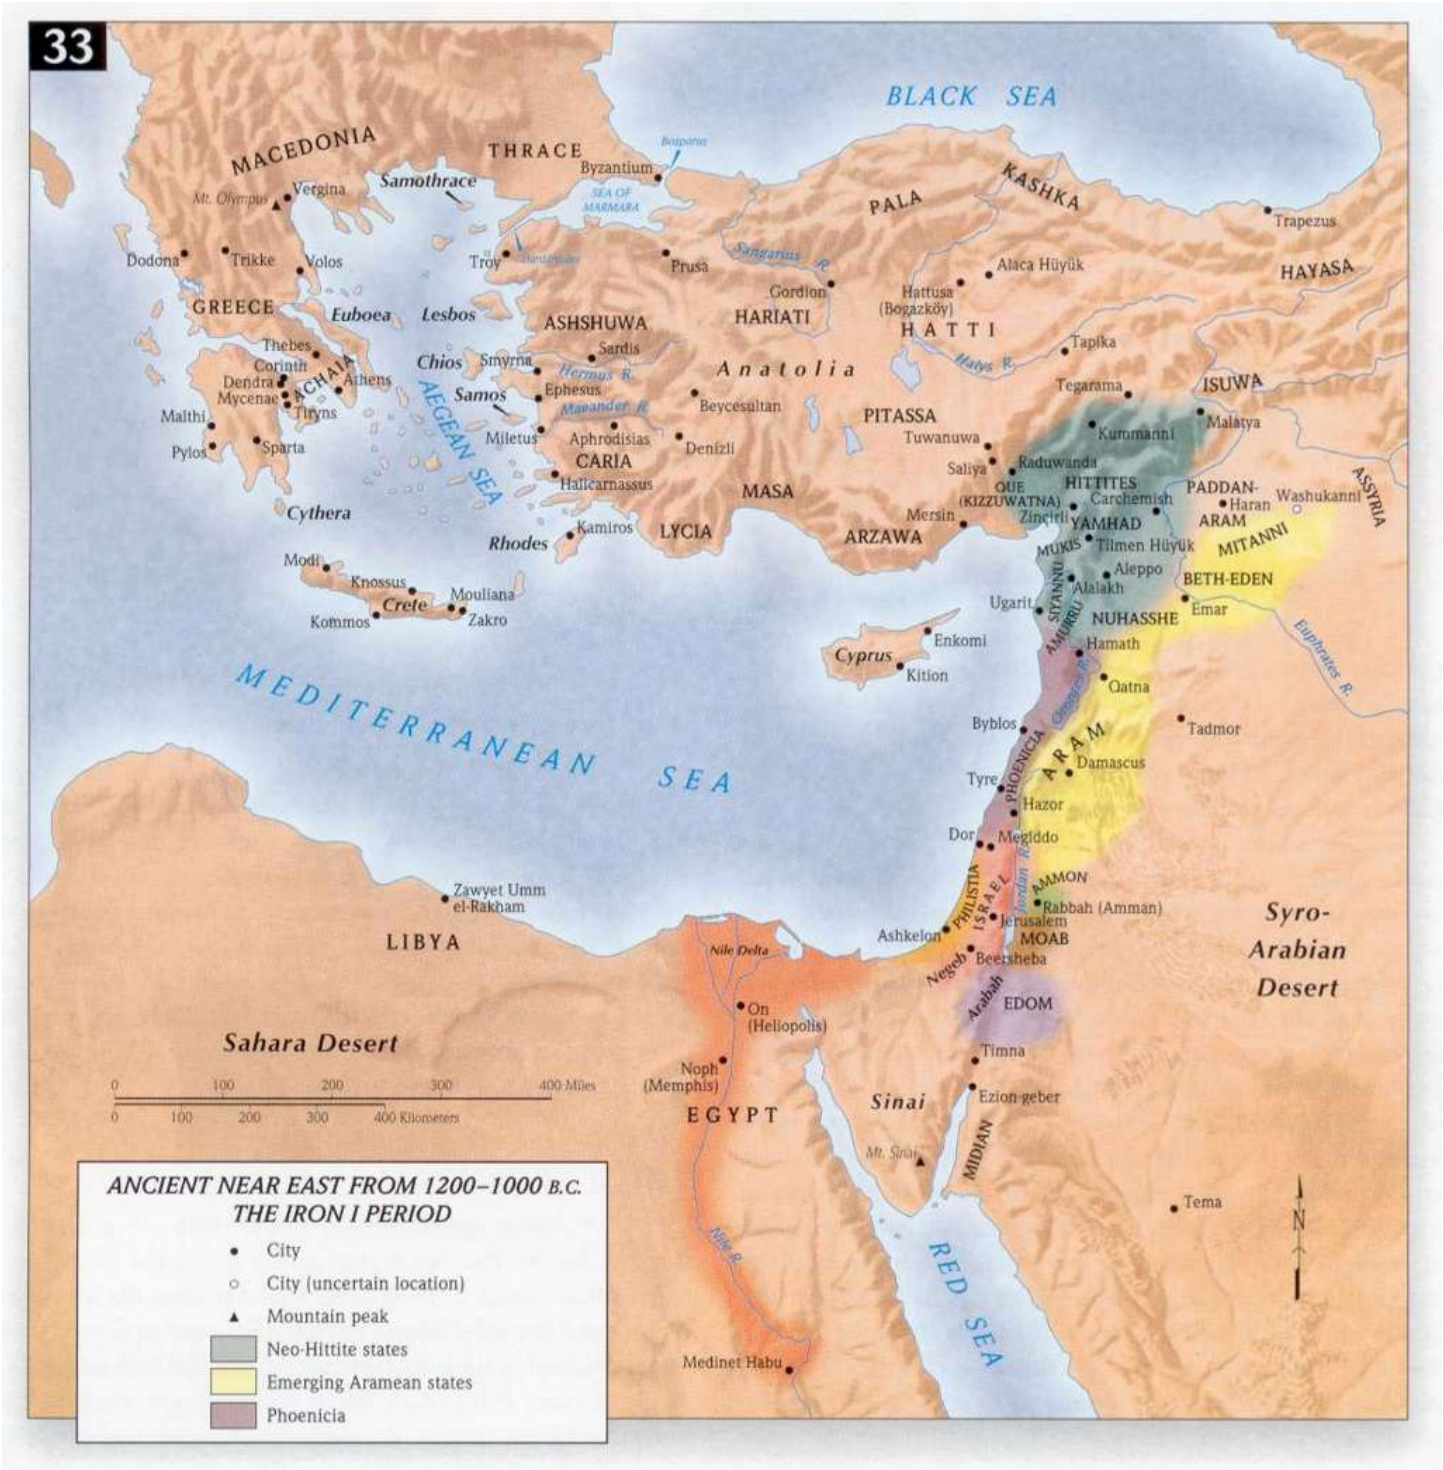 33
BLACK SEA
MACEDONIA
THRACE
Bosporus
Byzantium
KASHKA
Samothrace
Mt. Olympus
Vergina
SEA OF
MARMARA
PALA
Trapezus
Dodona
Trikke
Volos
Troy
Dardanelles
Prusa
Sangarius R.
Alaca Hüyük
HAYASA
GREECE
Euboea
Lesbos
ASHSHUWA
HARIATI
Gordion
Hattusa
(Bogazköy)
HATTI
Thebes
Corinth
Dendra
Mycenae
ACHAIA
Athens
Tiryns
Chios
Smyrna
Sardis
Hermus R.
Anatolia
Halys R.
Tapika
Samos
Ephesus
Maeander R.
Beycesultan
Tegarama
ISUWA
Malthi
Pylos
Sparta
AEGEAN SEA
Miletus
Aphrodisias
Denizli
PITASSA
Tuwanuwa
Kummanni
Malatya
CARIA
Saliya
Raduwanda
Halicarnassus
MASA
QUE
(KIZZUWATNA)
HITTITES
Carchemish
PADDAN-
ARAM
Haran
Washukanni
ASSYRIA
Cythera
Rhodes
Kamiros
LYCIA
ARZAWA
Mersin
Zincirli
YAMHAD
MITANNI
Modi
Knossus
Crete
Mouliana
Zakro
Kommos
MUKIS
Tilmen Hüyük
Aleppo
Alalakh
BETH-EDEN
Emar
Ugarit
SIYANNU
AMURRU
NUHASSHE
Euphrates R.
Cyprus
Enkomi
Kition
Hamath
Orontes R.
Qatna
Tadmor
MEDITERRANEAN SEA
Byblos
PHOENICIA
ARAM
Damascus
Tyre
Hazor
Dor
Megiddo
Jordan R.
PHILISTIA
ISRAEL
AMMON
Rabbah (Amman)
Zawyet Umm
el-Rakham
LIBYA
Ashkelon
Jerusalem
MOAB
Beersheba
Negeb
Arabah
EDOM
Syro-
Arabian
Desert
Nile Delta
On
(Heliopolis)
Sahara Desert
Noph
(Memphis)
EGYPT
Timna
Ezion-geber
Sinai
Mt. Sinai
MIDIAN
0 100 200 300 400 Miles
0 100 200 300 400 Kilometers
Tema
N
Nile R.
RED SEA
Medinet Habu
ANCIENT NEAR EAST FROM 1200–1000 B.C.
THE IRON I PERIOD
City
City (uncertain location)
Mountain peak
Neo-Hittite states
Emerging Aramean states
Phoenicia